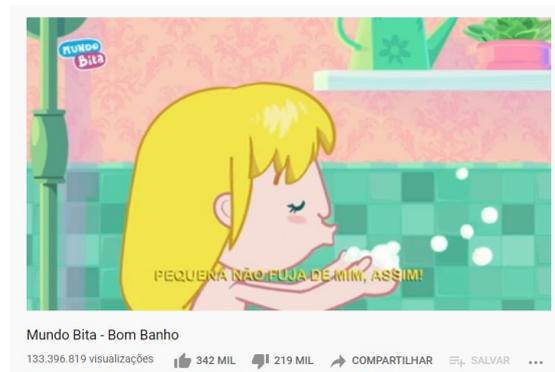 MUNDO
Bita
PEQUENA NÃO FUJA DE MIM, ASSIM!
Mundo Bita - Bom Banho
133.396.819 visualizações 342 MIL 219 MIL COMPARTILHAR SALVAR